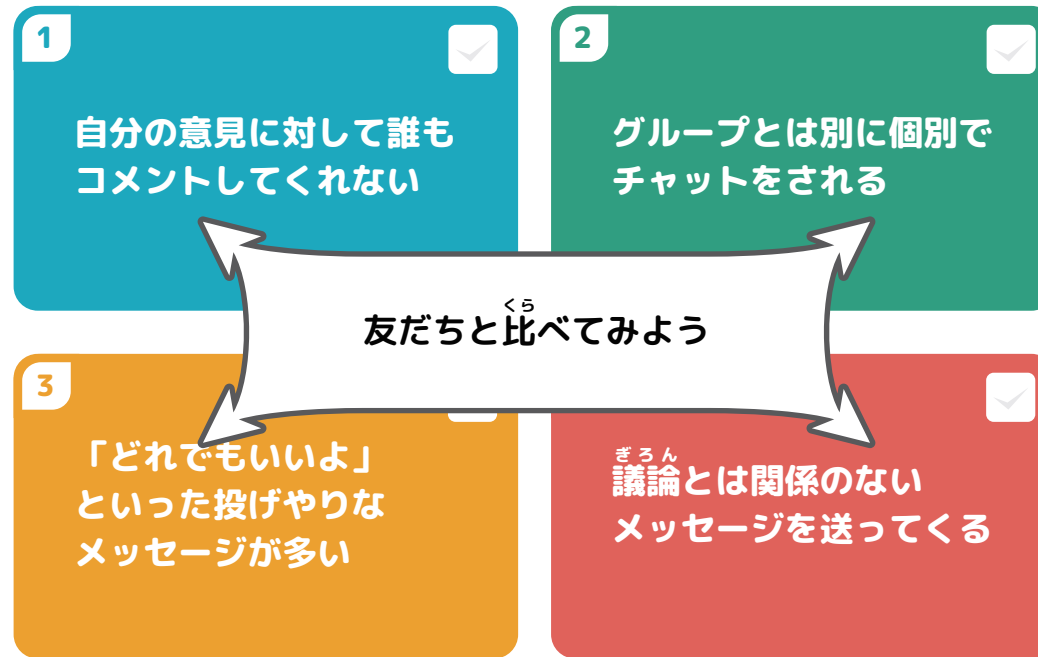 1
自分の意見に対して誰も
コメントしてくれない
2
グループとは別に個別で
チャットをされる
くら
友だちと比べてみよう
3
「どれでもいいよ」
といった投げやりな
メッセージが多い
ぎろん
議論とは関係のない
メッセージを送ってくる